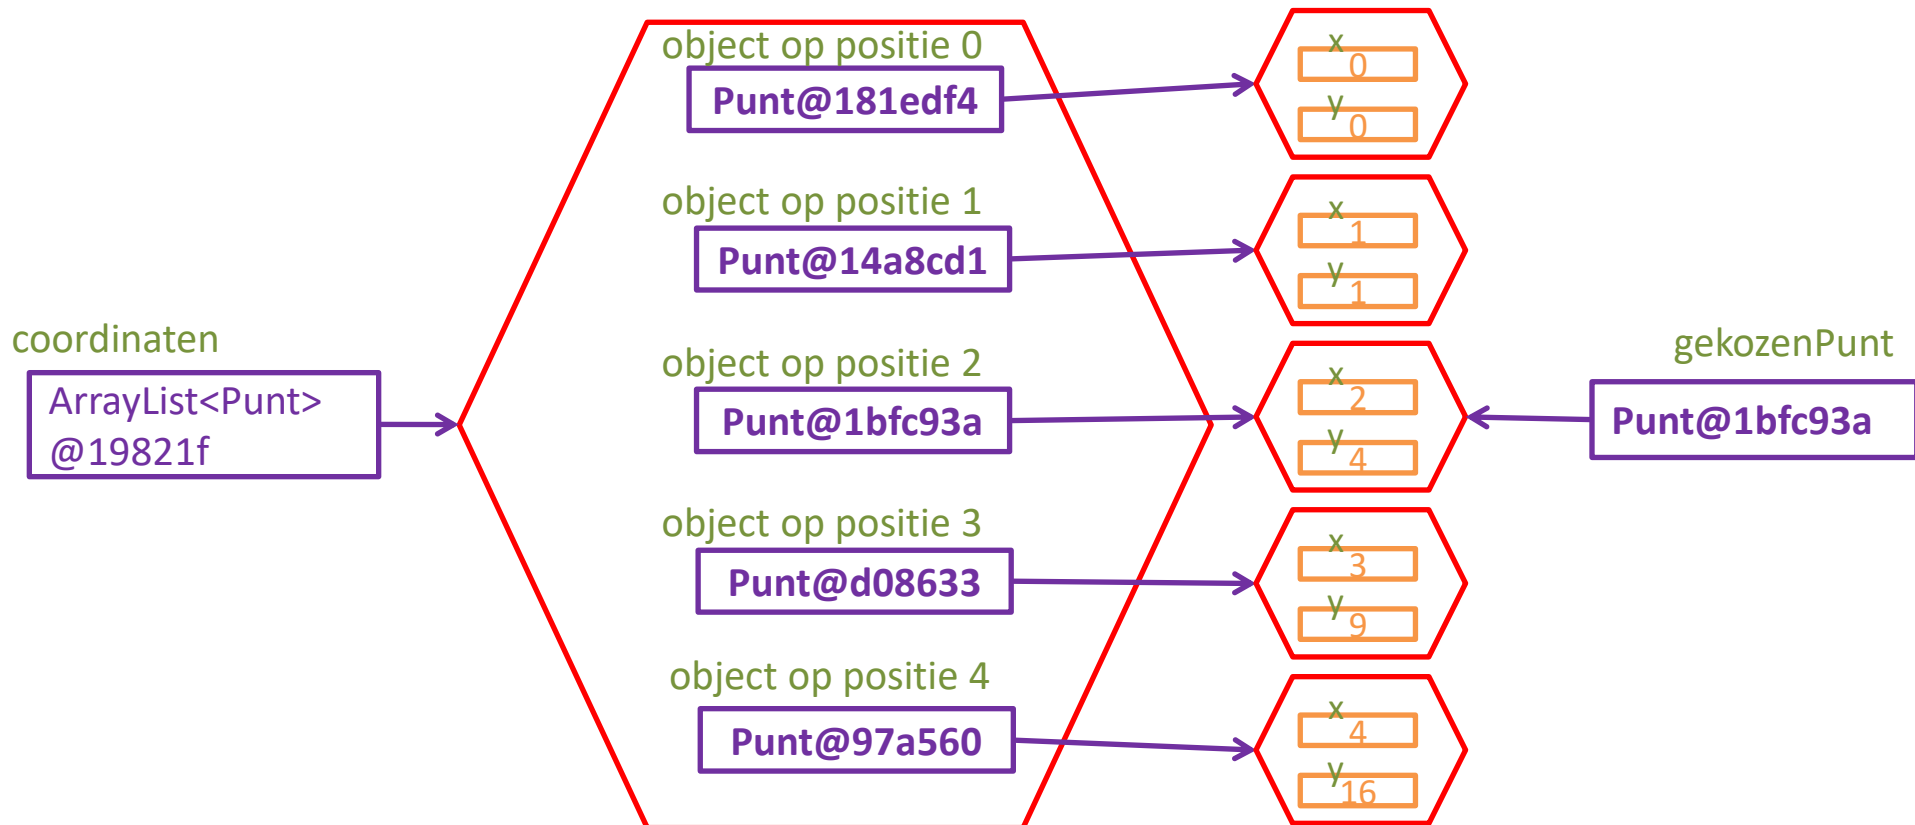 object op positie 0
Punt@181edf4
x
0
y
0
object op positie 1
Punt@14a8cd1
x
1
y
1
coordinaten
ArrayList<Punt>
@19821f
object op positie 2
Punt@1bfc93a
x
2
y
4
gekozenPunt
Punt@1bfc93a
object op positie 3
Punt@d08633
x
3
y
9
object op positie 4
Punt@97a560
x
4
y
16